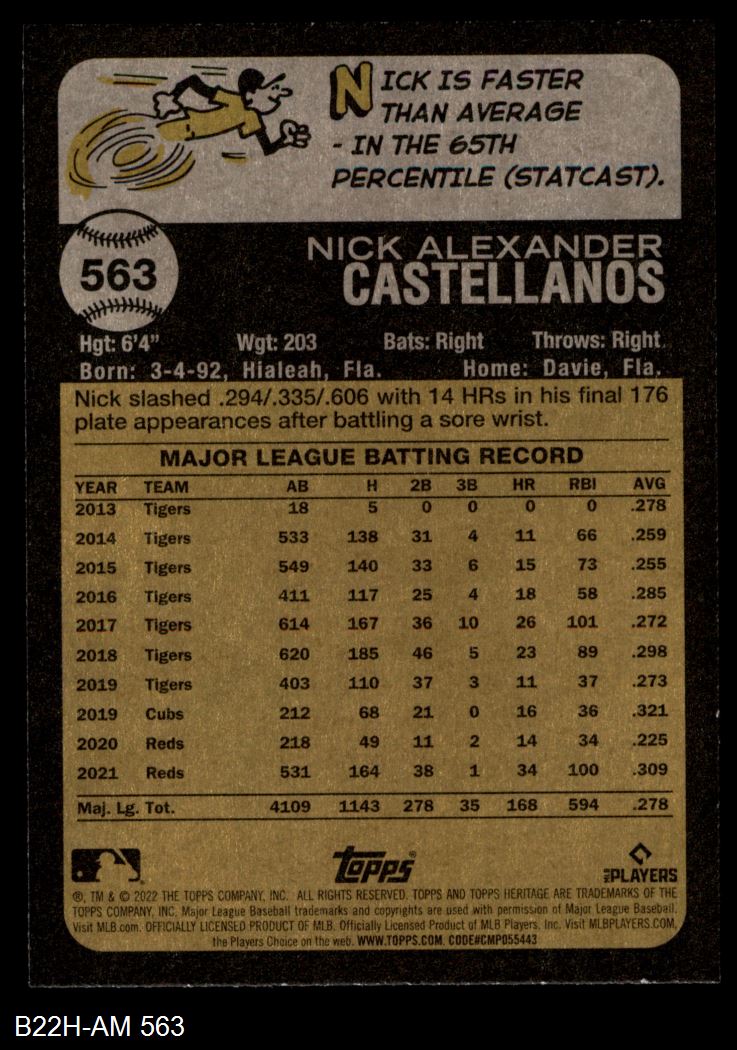 NICK IS FASTER
THAN AVERAGE
- IN THE 65TH
PERCENTILE (STATCAST).
563
NICK ALEXANDER
CASTELLANOS
Hgt: 6'4" Wgt: 203 Bats: Right Throws: Right
Born: 3-4-92, Hialeah, Fla. Home: Davie, Fla.
Nick slashed .294/.335/.606 with 14 HRs in his final 176
plate appearances after battling a sore wrist.
MAJOR LEAGUE BATTING RECORD
YEAR TEAM AB H 2B 3B HR RBI AVG
2013 Tigers 18 5 0 0 0 0 .278
2014 Tigers 533 138 31 4 11 66 .259
2015 Tigers 549 140 33 6 15 73 .255
2016 Tigers 411 117 25 4 18 58 .285
2017 Tigers 614 167 36 10 26 101 .272
2018 Tigers 620 185 46 5 23 89 .298
2019 Tigers 403 110 37 3 11 37 .273
2019 Cubs 212 68 21 0 16 36 .321
2020 Reds 218 49 11 2 14 34 .225
2021 Reds 531 164 38 1 34 100 .309
Maj. Lg. Tot. 4109 1143 278 35 168 594 .278
Topps® MLB PLAYERS
®, TM & © 2022 THE TOPPS COMPANY, INC. ALL RIGHTS RESERVED. TOPPS AND TOPPS HERITAGE ARE TRADEMARKS OF THE
TOPPS COMPANY, INC. Major League Baseball trademarks and copyrights are used with permission of Major League Baseball.
Visit MLB.com. OFFICIALLY LICENSED PRODUCT OF MLB. Officially Licensed Product of MLB Players, Inc. Visit MLBPLAYERS.COM,
the Players Choice on the web. WWW.TOPPS.COM. CODE#CMP055443
B22H-AM 563